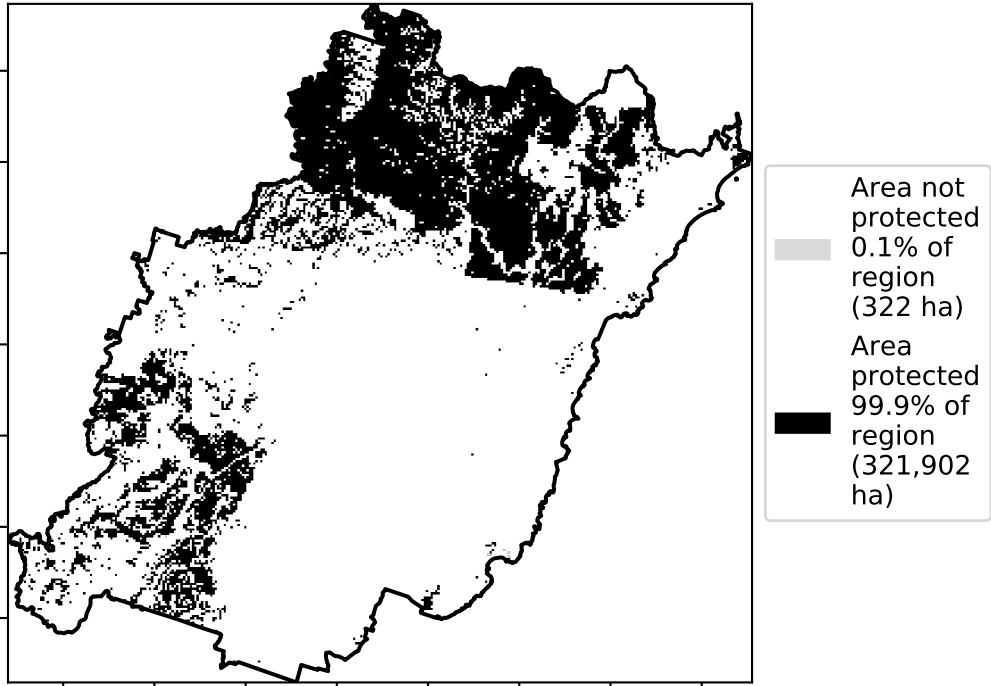 Area not
protected
0.1% of
region
(322 ha)
Area
protected
99.9% of
region
(321,902
ha)